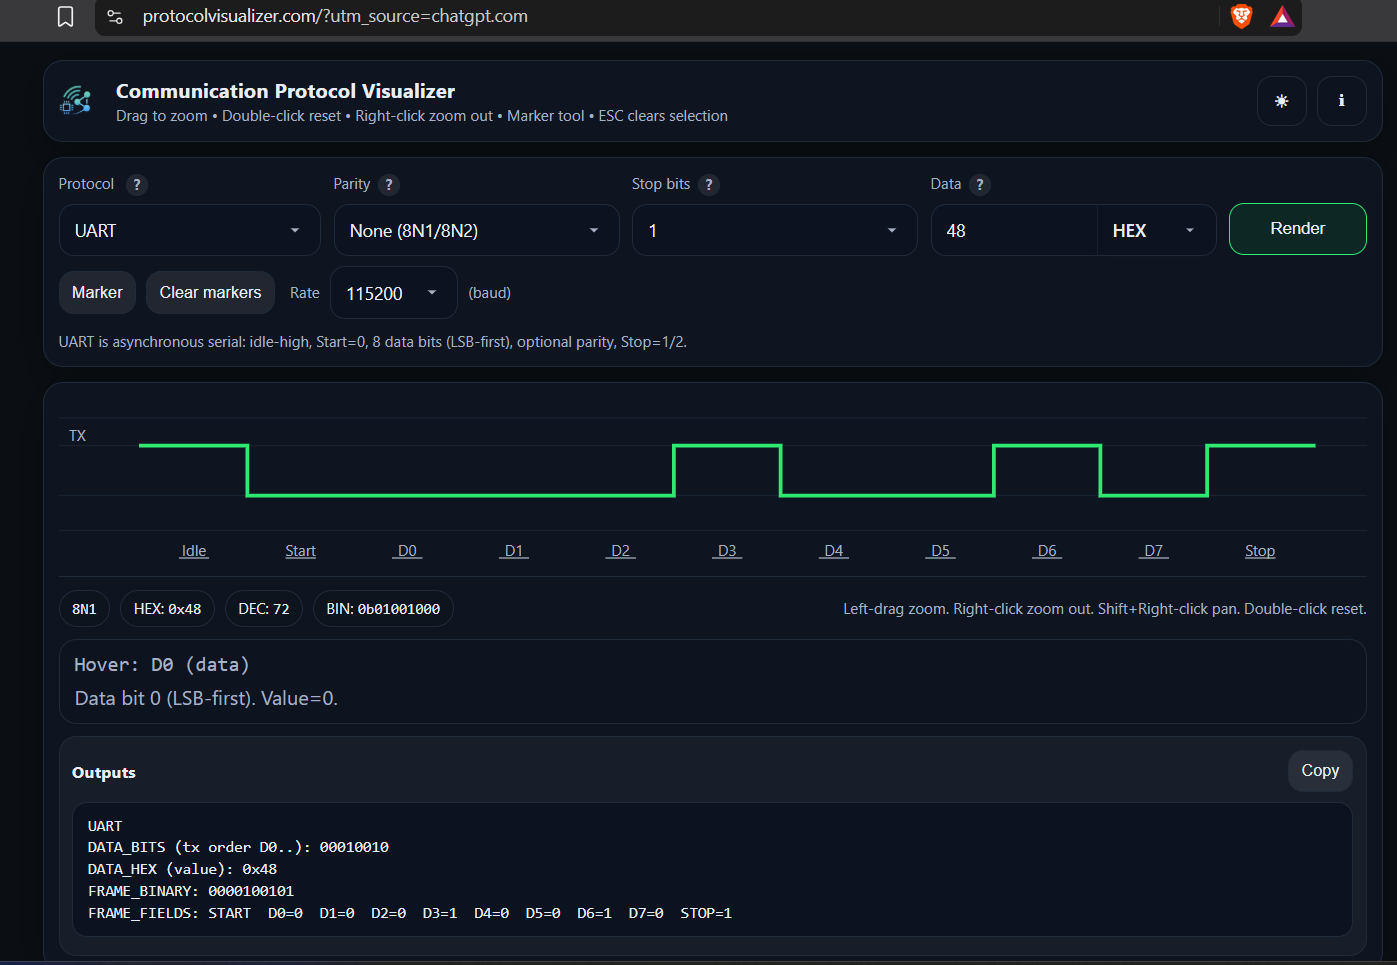 protocolvisualizer.com/?utm_source=chatgpt.com
Communication Protocol Visualizer
Drag to zoom • Double-click reset • Right-click zoom out • Marker tool • ESC clears selection
i
Protocol ? Parity ? Stop bits ? Data ?
UART None (8N1/8N2) 1 48 HEX Render
Marker Clear markers Rate 115200 (baud)
UART is asynchronous serial: idle-high, Start=0, 8 data bits (LSB-first), optional parity, Stop=1/2.
TX
Idle Start D0 D1 D2 D3 D4 D5 D6 D7 Stop
8N1 HEX: 0x48 DEC: 72 BIN: 0b01001000 Left-drag zoom. Right-click zoom out. Shift+Right-click pan. Double-click reset.
Hover: D0 (data)
Data bit 0 (LSB-first). Value=0.
Outputs Copy
UART
DATA_BITS (tx order D0..): 00010010
DATA_HEX (value): 0x48
FRAME_BINARY: 0000100101
FRAME_FIELDS: START D0=0 D1=0 D2=0 D3=1 D4=0 D5=0 D6=1 D7=0 STOP=1